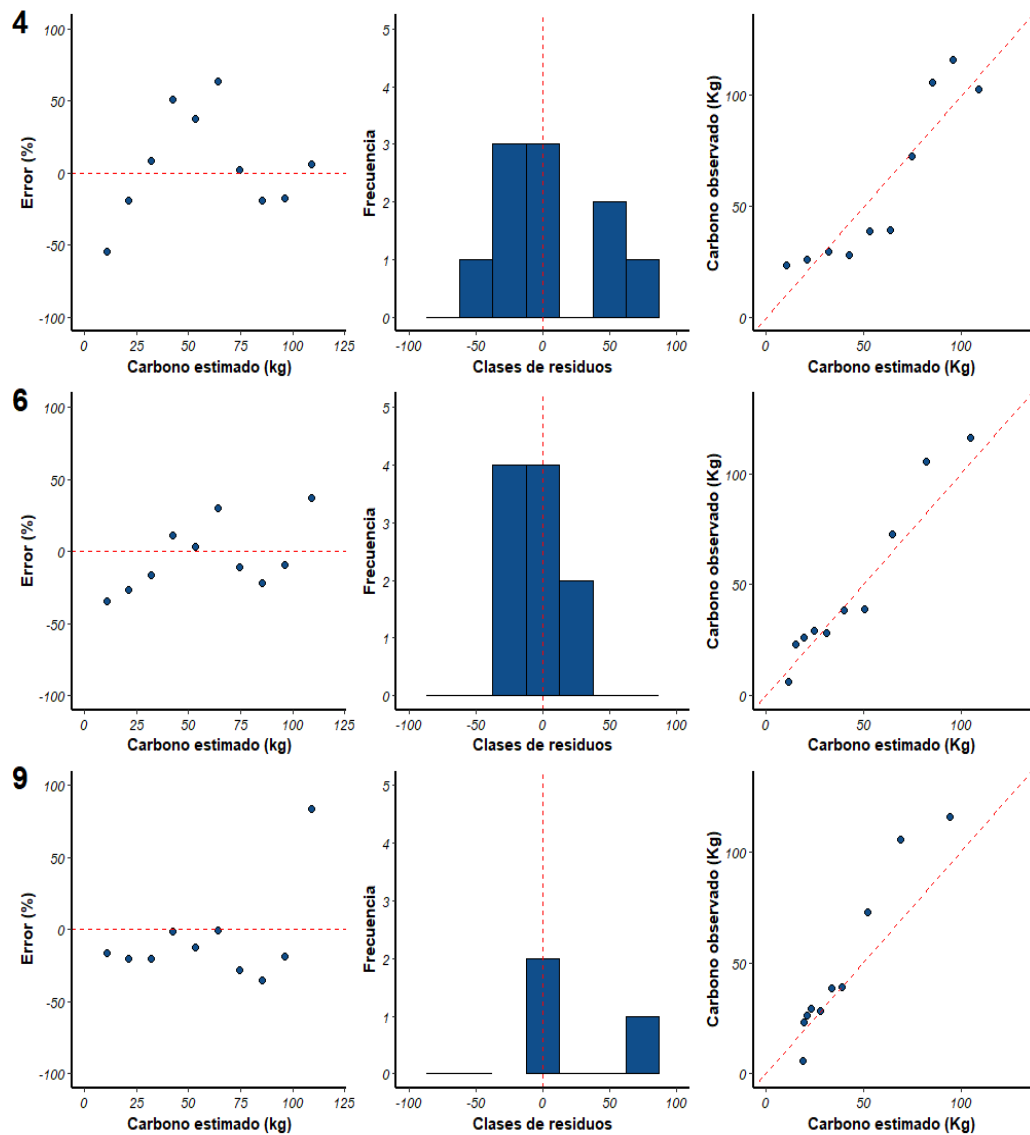 4
Error (%)
100
50
0
-50
-100
0 25 50 75 100 125
Carbono estimado (kg)
Frecuencia
5
4
3
2
1
0
-100 -50 0 50 100
Clases de residuos
Carbono observado (Kg)
100
50
0
0 50 100
Carbono estimado (Kg)
6
Error (%)
100
50
0
-50
-100
0 25 50 75 100 125
Carbono estimado (kg)
Frecuencia
5
4
3
2
1
0
-100 -50 0 50 100
Clases de residuos
Carbono observado (Kg)
100
50
0
0 50 100
Carbono estimado (Kg)
9
Error (%)
100
50
0
-50
-100
0 25 50 75 100 125
Carbono estimado (kg)
Frecuencia
5
4
3
2
1
0
-100 -50 0 50 100
Clases de residuos
Carbono observado (Kg)
100
50
0
0 50 100
Carbono estimado (Kg)